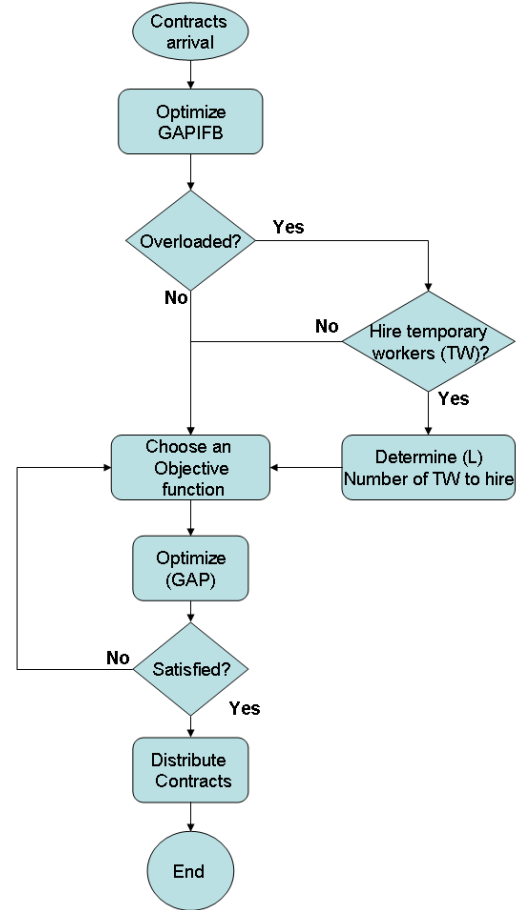 Contracts
arrival
Optimize
GAPIFB
Overloaded?
Yes
No
No
Hire temporary
workers (TW)?
Yes
Choose an
Objective
function
Determine (L)
Number of TW to hire
Optimize
(GAP)
No
Satisfied?
Yes
Distribute
Contracts
End